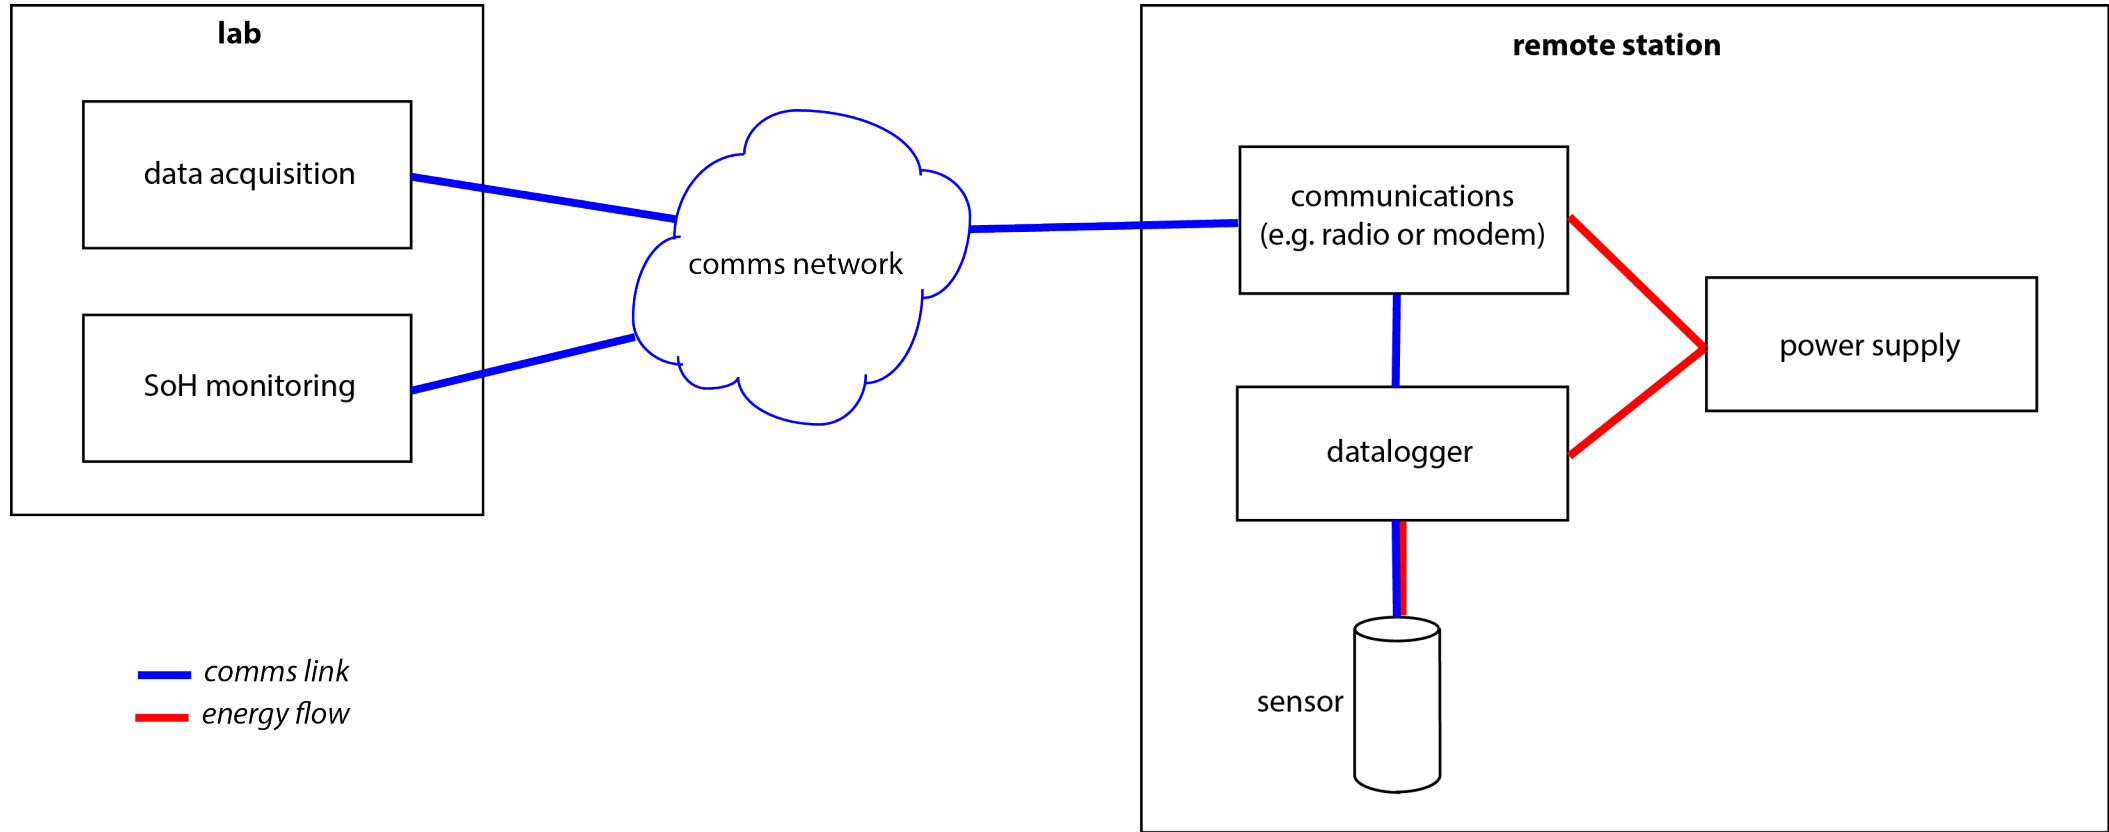 lab
data acquisition
SoH monitoring
comms network
remote station
communications
(e.g. radio or modem)
power supply
datalogger
sensor
comms link
energy flow